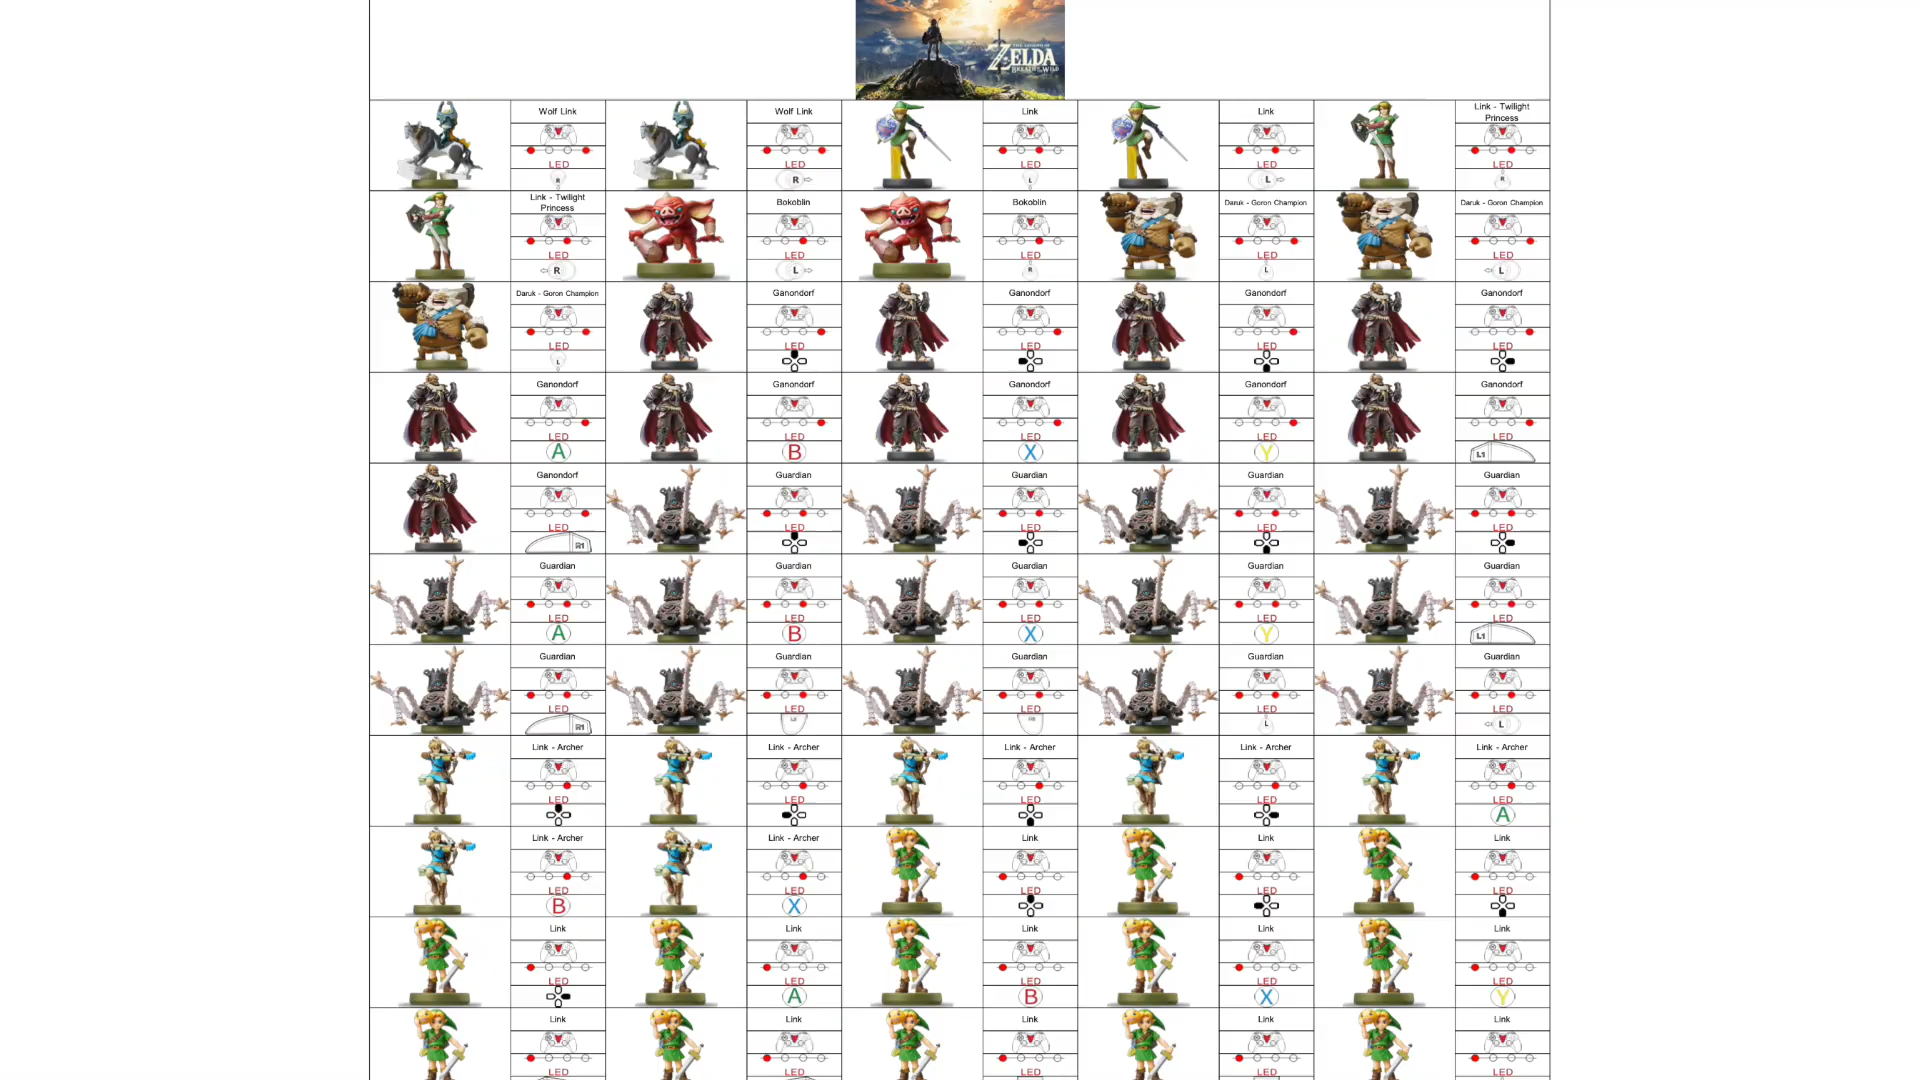 THE LEGEND OF
ZELDA
BREATH OF THE WILD
Wolf Link
LED
R
Wolf Link
LED
R
Link
LED
L
Link
LED
L
Link - Twilight
Princess
LED
R
Link - Twilight
Princess
LED
R
Bokoblin
LED
L
Bokoblin
LED
R
Daruk - Goron Champion
LED
L
Daruk - Goron Champion
LED
L
Daruk - Goron Champion
LED
L
Ganondorf
LED
Ganondorf
LED
Ganondorf
LED
Ganondorf
LED
Ganondorf
LED
A
Ganondorf
LED
B
Ganondorf
LED
X
Ganondorf
LED
Y
Ganondorf
LED
L1
Ganondorf
LED
R1
Guardian
LED
Guardian
LED
Guardian
LED
Guardian
LED
Guardian
LED
A
Guardian
LED
B
Guardian
LED
X
Guardian
LED
Y
Guardian
LED
L1
Guardian
LED
R1
Guardian
LED
Guardian
LED
Guardian
LED
L
Guardian
LED
L
Link - Archer
LED
Link - Archer
LED
Link - Archer
LED
Link - Archer
LED
Link - Archer
LED
A
Link - Archer
LED
B
Link - Archer
LED
X
Link
LED
Link
LED
Link
LED
Link
LED
Link
LED
A
Link
LED
B
Link
LED
X
Link
LED
Y
Link
LED
Link
LED
Link
LED
Link
LED
Link
LED